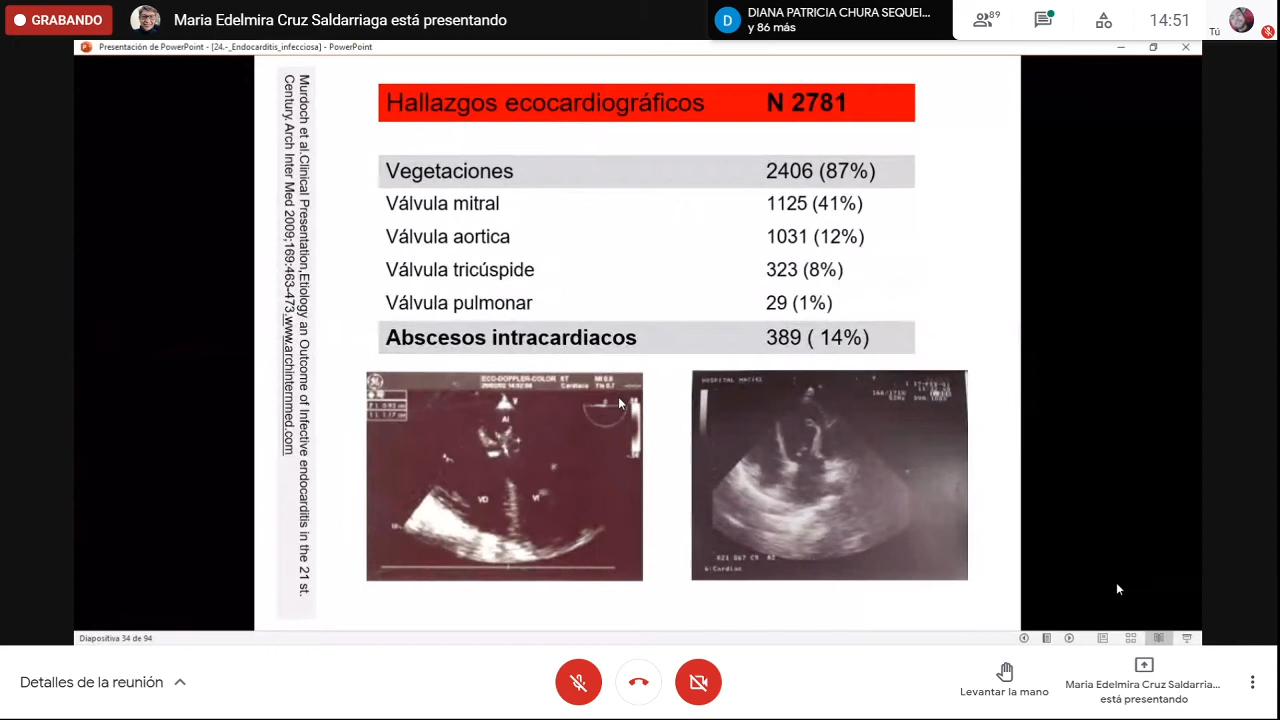 GRABANDO
Maria Edelmira Cruz Saldarriaga está presentando
D
DIANA PATRICIA CHURA SEQUEI...
y 86 más
89
14:51
Tú
Presentación de PowerPoint - [24.-_Endocarditis_infecciosa] - PowerPoint
Murdoch et al.Clinical Presentation,Etiology an Outcome of Infective endocarditis in the 21 st.
Century.Arch Inter Med 2009;169:463-473.www.archinternmed.com
Hallazgos ecocardiográficos N 2781
Vegetaciones 2406 (87%)
Válvula mitral 1125 (41%)
Válvula aortica 1031 (12%)
Válvula tricúspide 323 (8%)
Válvula pulmonar 29 (1%)
Abscesos intracardiacos 389 ( 14%)
ECO-DOPPLER-COLOR
AI
VD
VI
HOSPITAL
Diapositiva 34 de 94
Detalles de la reunión
Levantar la mano
Maria Edelmira Cruz Saldarria...
está presentando